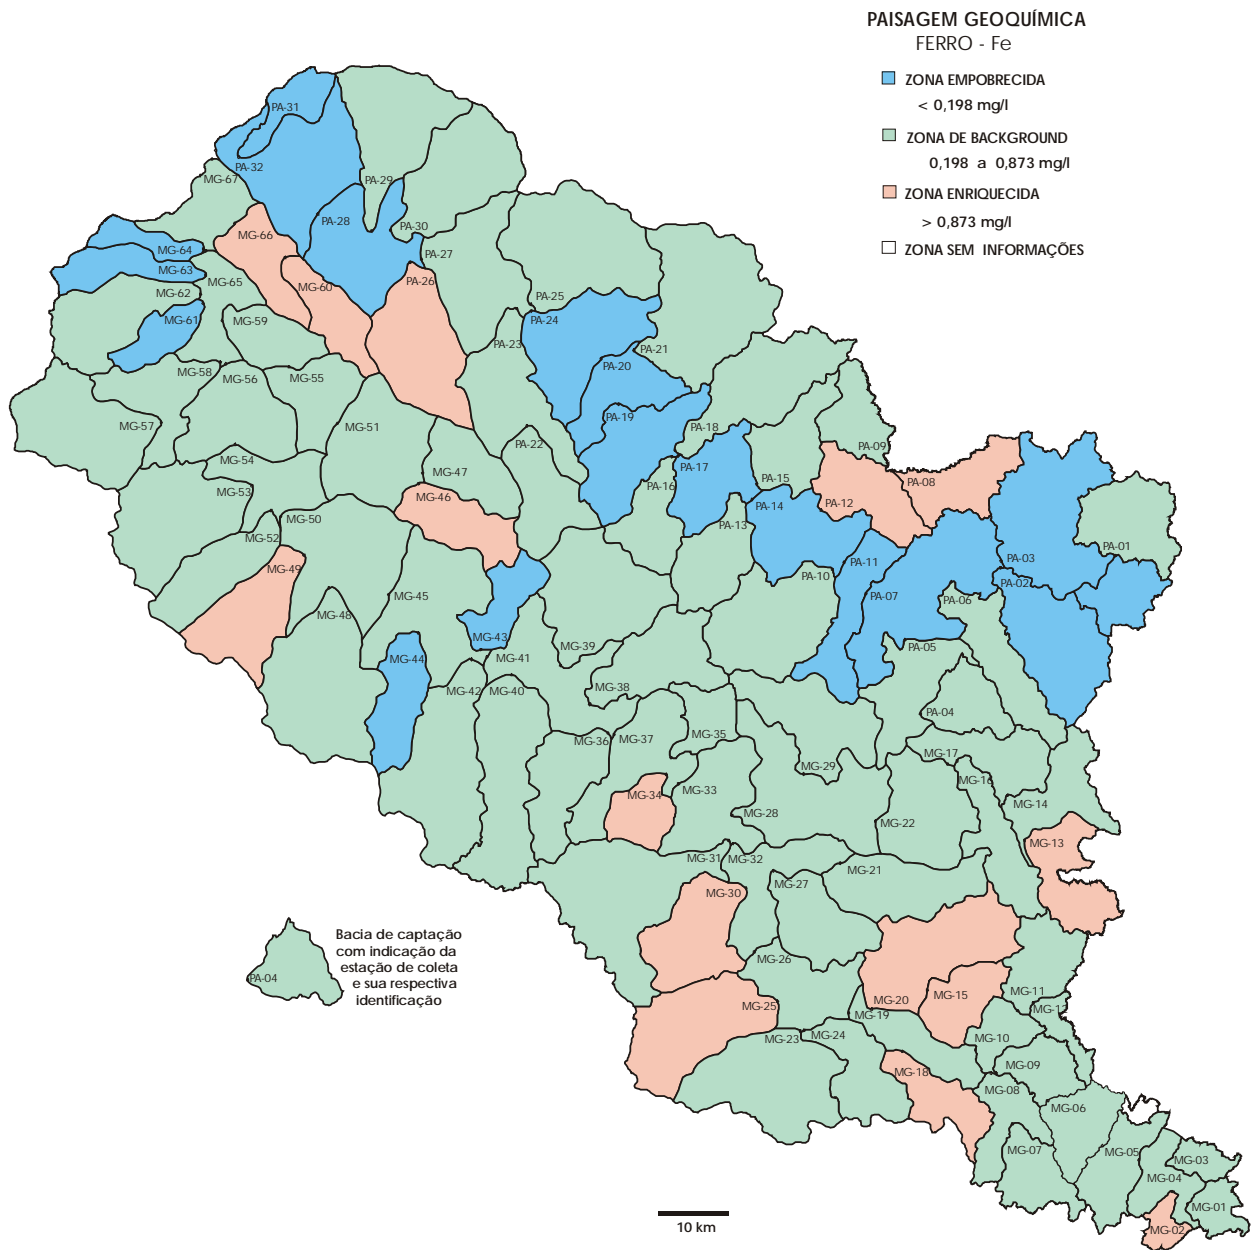 PAISAGEM GEOQUÍMICA
FERRO - Fe
ZONA EMPOBRECIDA
< 0,198 mg/l
ZONA DE BACKGROUND
0,198 a 0,873 mg/l
ZONA ENRIQUECIDA
> 0,873 mg/l
ZONA SEM INFORMAÇÕES
PA-31
PA-32
MG-67
PA-29
PA-28
PA-30
MG-66
MG-64
PA-27
MG-63
MG-65
PA-26
MG-60
MG-62
PA-25
MG-61
MG-59
PA-24
PA-23
PA-21
PA-20
MG-58
MG-56
MG-55
PA-19
MG-57
MG-51
PA-18
PA-22
PA-09
MG-54
MG-47
PA-17
PA-15
PA-16
PA-08
MG-53
MG-46
PA-12
PA-14
MG-50
PA-13
MG-52
PA-01
PA-03
PA-11
MG-49
PA-10
PA-02
MG-45
PA-07
PA-06
MG-48
MG-43
MG-39
PA-05
MG-44
MG-41
MG-42
MG-40
MG-38
PA-04
MG-35
MG-36
MG-37
MG-17
MG-29
MG-16
MG-33
MG-34
MG-14
MG-28
MG-22
MG-13
MG-31
MG-32
MG-21
MG-27
MG-30
Bacia de captação
com indicação da
estação de coleta
e sua respectiva
identificação
PA-04
MG-26
MG-11
MG-15
MG-20
MG-25
MG-12
MG-19
MG-23
MG-24
MG-10
MG-09
MG-18
MG-08
MG-06
MG-07
MG-05
MG-03
MG-04
MG-01
MG-02
10 km